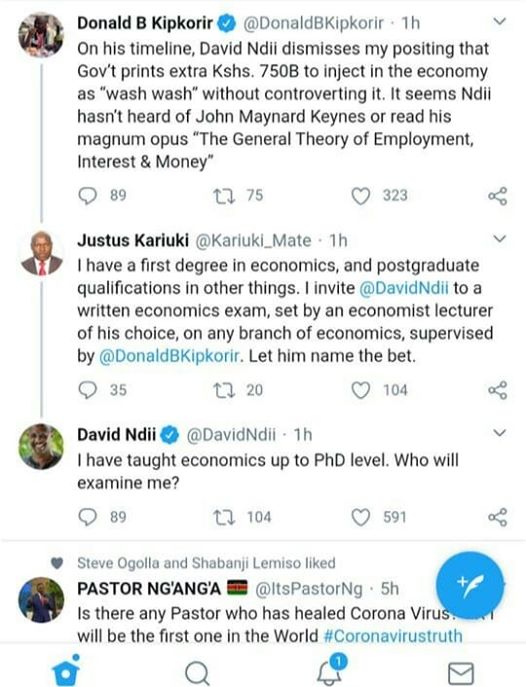 Donald B Kipkorir @DonaldBKipkorir · 1h
On his timeline, David Ndii dismisses my positing that
Gov't prints extra Kshs. 750B to inject in the economy
as “wash wash” without controverting it. It seems Ndii
hasn't heard of John Maynard Keynes or read his
magnum opus “The General Theory of Employment,
Interest & Money”
89 75 323
Justus Kariuki @Kariuki_Mate · 1h
I have a first degree in economics, and postgraduate
qualifications in other things. I invite @DavidNdii to a
written economics exam, set by an economist lecturer
of his choice, on any branch of economics, supervised
by @DonaldBKipkorir. Let him name the bet.
35 20 104
David Ndii @DavidNdii · 1h
I have taught economics up to PhD level. Who will
examine me?
89 104 591
Steve Ogolla and Shabanji Lemiso liked
PASTOR NG'ANG'A 🇰🇪 @ItsPastorNg · 5h
Is there any Pastor who has healed Corona Virus
will be the first one in the World #Coronavirustruth
1